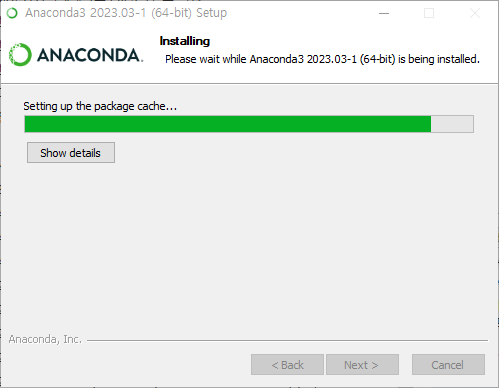 Anaconda3 2023.03-1 (64-bit) Setup
ANACONDA.
Installing
Please wait while Anaconda3 2023.03-1 (64-bit) is being installed.
Setting up the package cache...
Show details
Anaconda, Inc.
< Back
Next >
Cancel